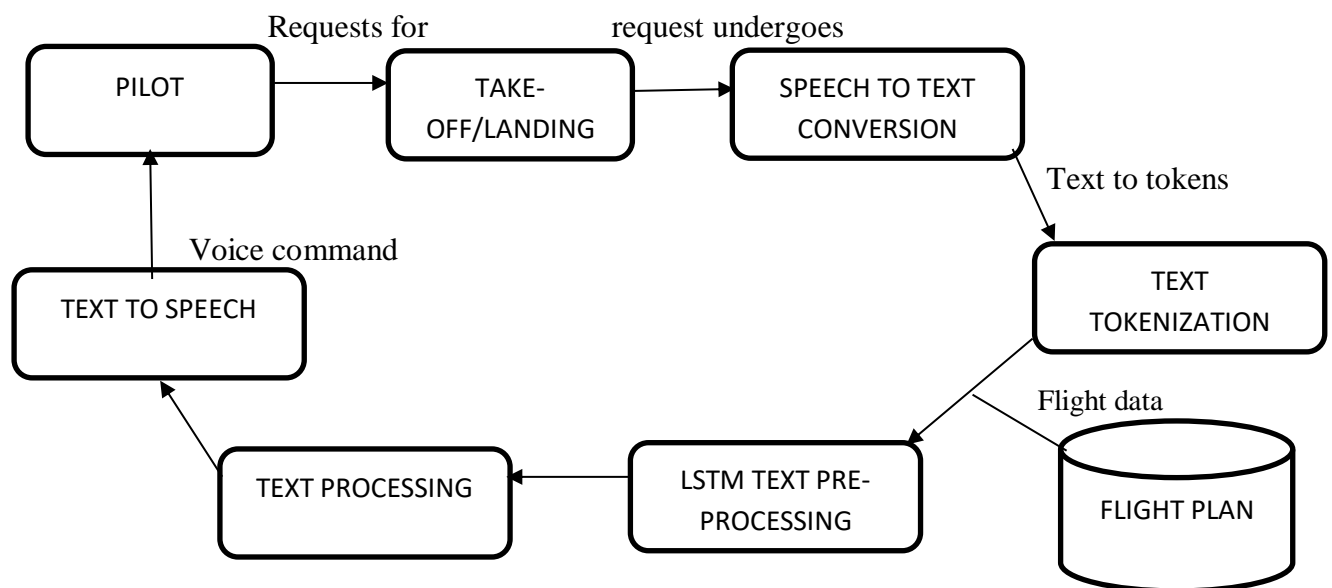 Requests for
request undergoes
PILOT
TAKE-
OFF/LANDING
SPEECH TO TEXT
CONVERSION
Text to tokens
Voice command
TEXT TO SPEECH
TEXT
TOKENIZATION
Flight data
TEXT PROCESSING
LSTM TEXT PRE-
PROCESSING
FLIGHT PLAN